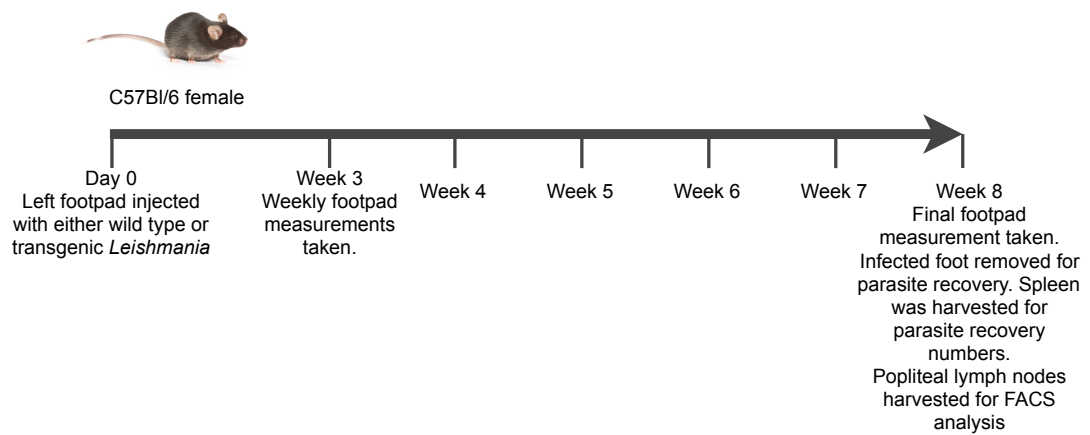 C57Bl/6 female
Day 0
Left footpad injected
with either wild type or
transgenic Leishmania
Week 3
Weekly footpad
measurements
taken.
Week 4
Week 5
Week 6
Week 7
Week 8
Final footpad
measurement taken.
Infected foot removed for
parasite recovery. Spleen
was harvested for
parasite recovery
numbers.
Popliteal lymph nodes
harvested for FACS
analysis